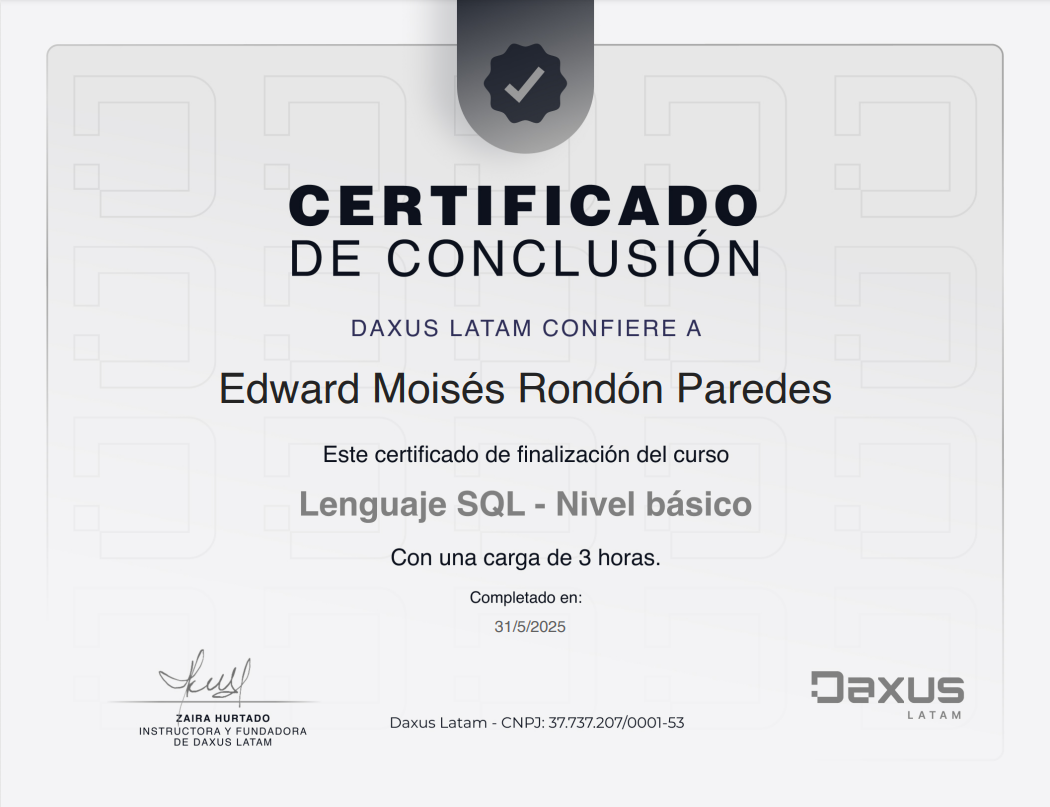 CERTIFICADO
DE CONCLUSIÓN
DAXUS LATAM CONFIERE A
Edward Moisés Rondón Paredes
Este certificado de finalización del curso
Lenguaje SQL - Nivel básico
Con una carga de 3 horas.
Completado en:
31/5/2025
ZAIRA HURTADO
INSTRUCTORA Y FUNDADORA
DE DAXUS LATAM
Daxus Latam - CNPJ: 37.737.207/0001-53
Daxus
LATAM